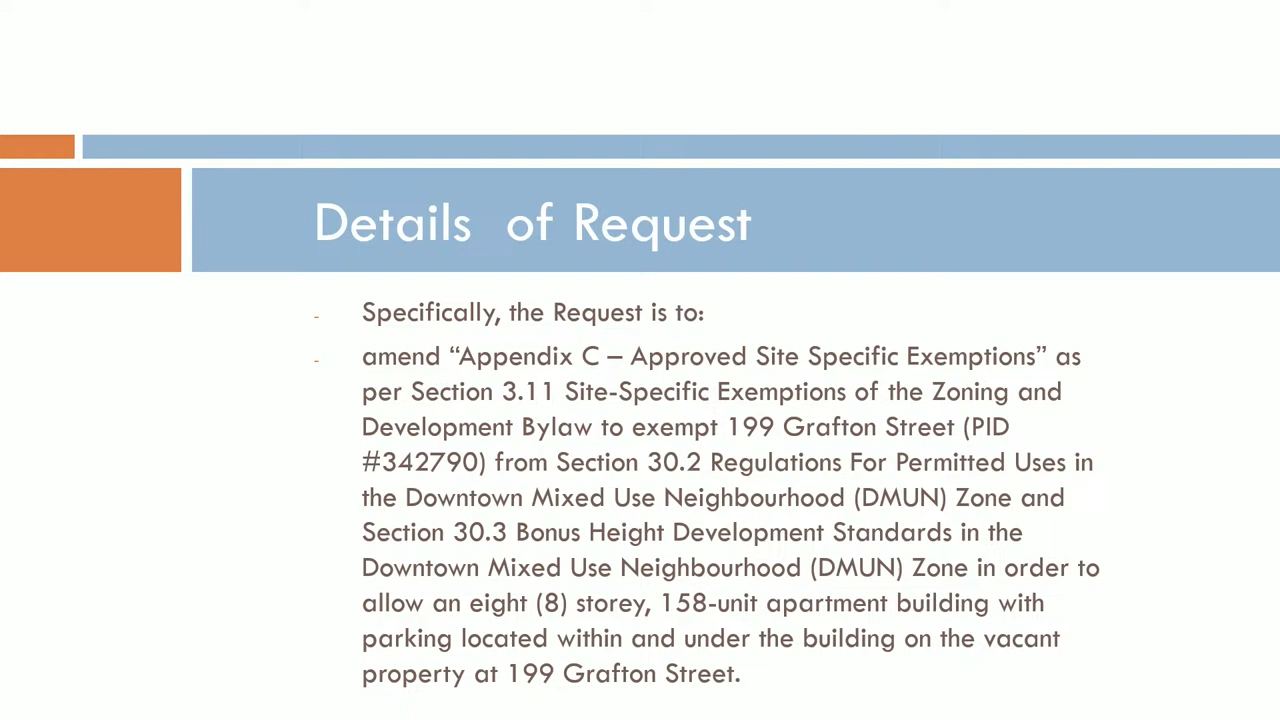 Details of Request
- Specifically, the Request is to:
- amend “Appendix C – Approved Site Specific Exemptions” as
per Section 3.11 Site-Specific Exemptions of the Zoning and
Development Bylaw to exempt 199 Grafton Street (PID
#342790) from Section 30.2 Regulations For Permitted Uses in
the Downtown Mixed Use Neighbourhood (DMUN) Zone and
Section 30.3 Bonus Height Development Standards in the
Downtown Mixed Use Neighbourhood (DMUN) Zone in order to
allow an eight (8) storey, 158-unit apartment building with
parking located within and under the building on the vacant
property at 199 Grafton Street.